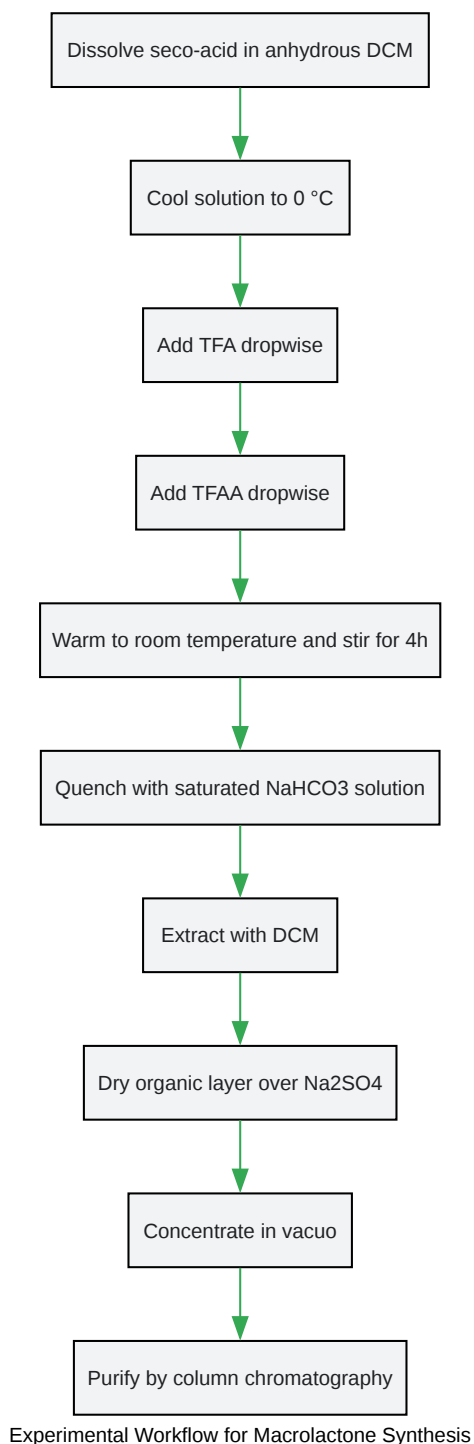 Dissolve seco-acid in anhydrous DCM
Cool solution to 0 °C
Add TFA dropwise
Add TFAA dropwise
Warm to room temperature and stir for 4h
Quench with saturated NaHCO3 solution
Extract with DCM
Dry organic layer over Na2SO4
Concentrate in vacuo
Purify by column chromatography
Experimental Workflow for Macrolactone Synthesis